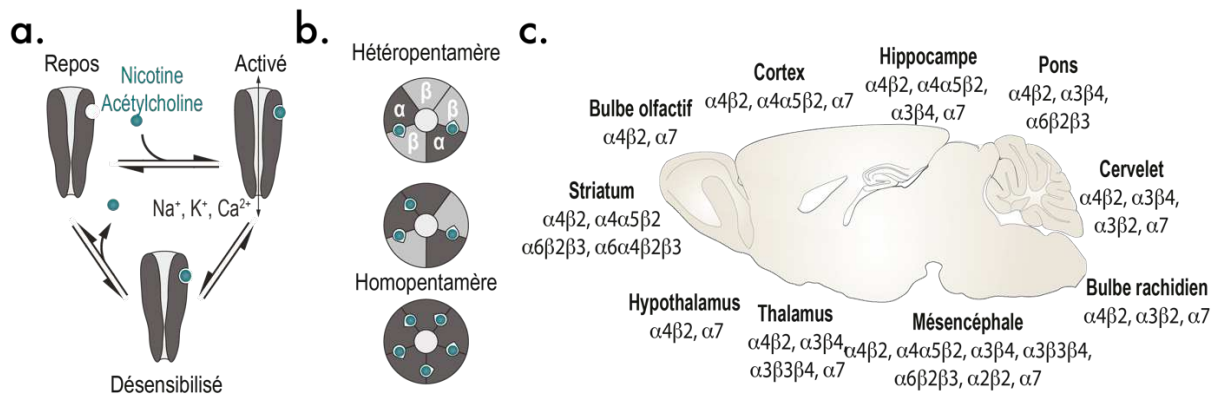 a.
Repos
Activé
Nicotine
Acétylcholine
Na⁺, K⁺, Ca²⁺
Désensibilisé
b.
Hétéropentamère
β
α
β
β
α
Homopentamère
c.
Bulbe olfactif
α4β2, α7
Cortex
α4β2, α4α5β2, α7
Hippocampe
α4β2, α4α5β2,
α3β4, α7
Pons
α4β2, α3β4,
α6β2β3
Striatum
α4β2, α4α5β2
α6β2β3, α6α4β2β3
Cervelet
α4β2, α3β4,
α3β2, α7
Hypothalamus
α4β2, α7
Thalamus
α4β2, α3β4,
α3β3β4, α7
Mésencéphale
α4β2, α4α5β2, α3β4, α3β3β4,
α6β2β3, α2β2, α7
Bulbe rachidien
α4β2, α3β2, α7